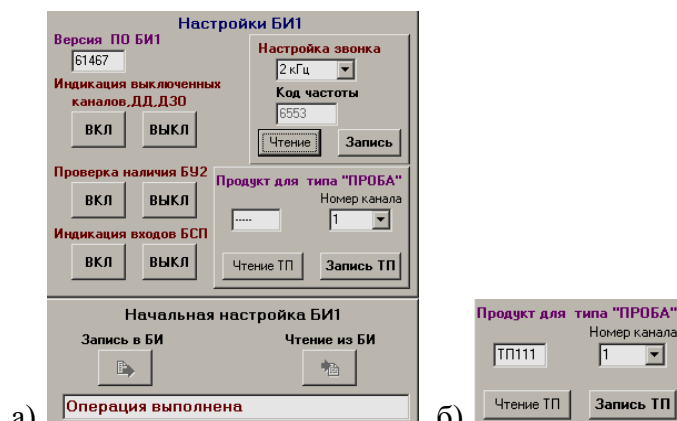 Настройки БИ1
Версия ПО БИ1
61467
Индикация выключенных
каналов,ДД,ДЗО
ВКЛ ВЫКЛ
Настройка звонка
2 кГц
Код частоты
6553
Чтение Запись
Проверка наличия БУ2
ВКЛ ВЫКЛ
Индикация входов БСП
ВКЛ ВЫКЛ
Продукт для типа "ПРОБА"
Номер канала
----- 1
Чтение ТП Запись ТП
Начальная настройка БИ1
Запись в БИ Чтение из БИ
Операция выполнена
а)
Продукт для типа "ПРОБА"
Номер канала
ТП111 1
Чтение ТП Запись ТП
б)